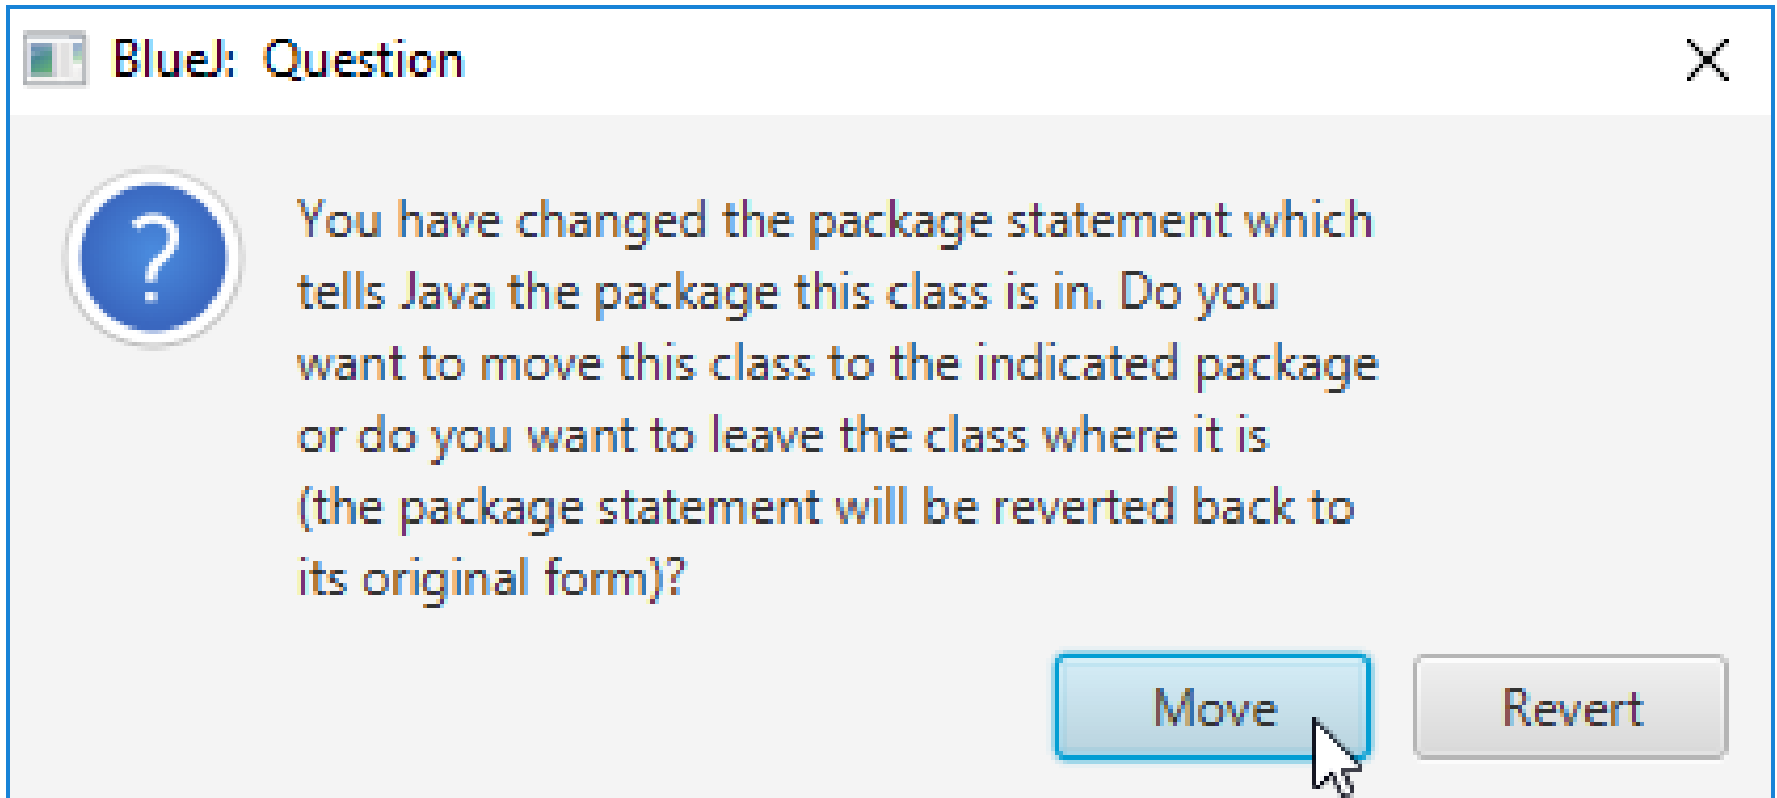 BlueJ: Question
?
You have changed the package statement which
tells Java the package this class is in. Do you
want to move this class to the indicated package
or do you want to leave the class where it is
(the package statement will be reverted back to
its original form)?
Move Revert